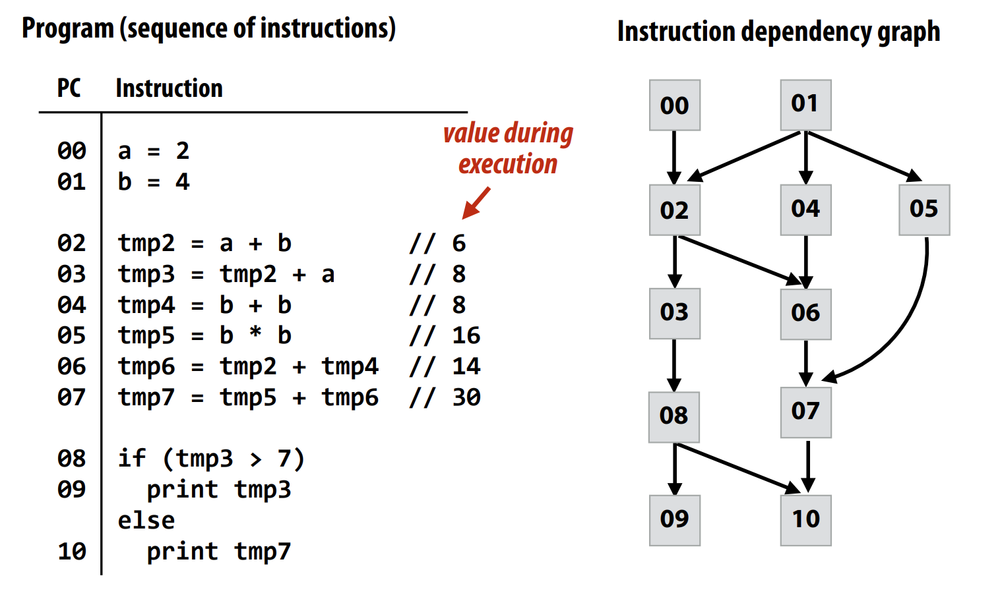 Program (sequence of instructions)
PC Instruction
value during
execution
00 a = 2
01 b = 4
02 tmp2 = a + b // 6
03 tmp3 = tmp2 + a // 8
04 tmp4 = b + b // 8
05 tmp5 = b * b // 16
06 tmp6 = tmp2 + tmp4 // 14
07 tmp7 = tmp5 + tmp6 // 30
08 if (tmp3 > 7)
09 print tmp3
else
10 print tmp7
Instruction dependency graph
00 01
02 04 05
03 06
08 07
09 10